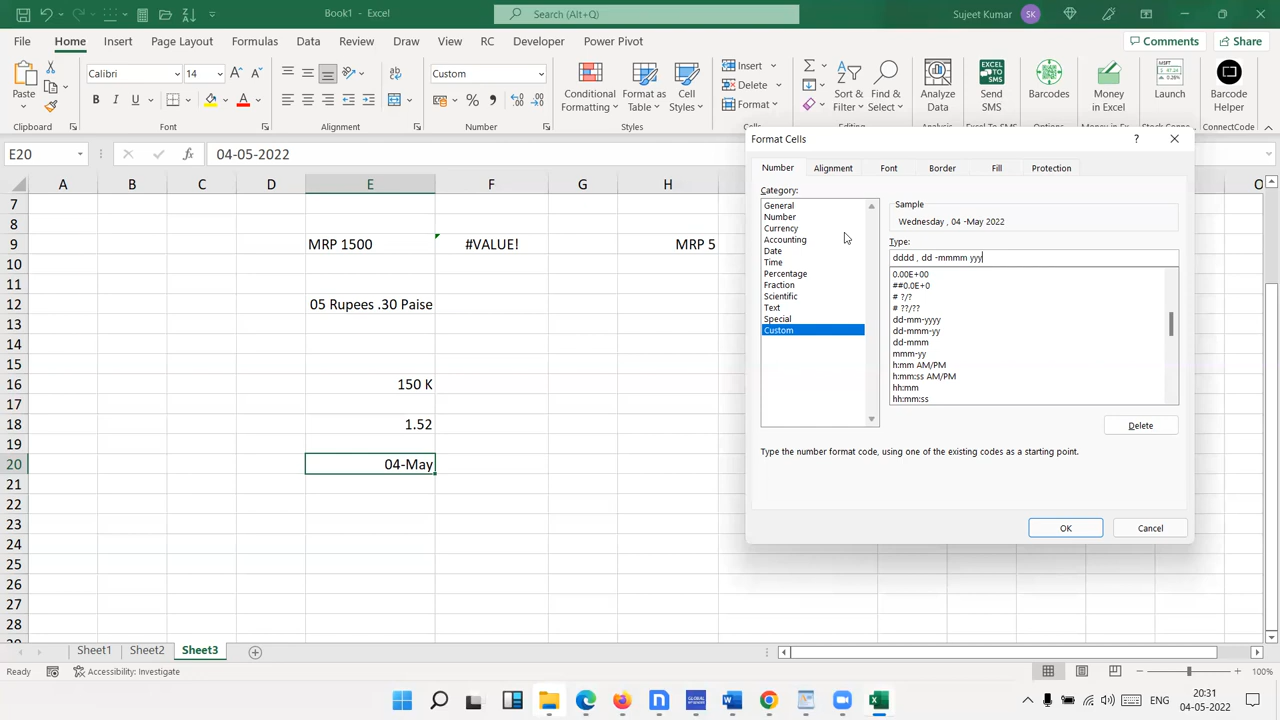 Book1 - Excel
Search (Alt+Q)
Sujeet Kumar
SK
File Home Insert Page Layout Formulas Data Review View Draw RC Developer Power Pivot
Comments
Share
Paste
Calibri
14
B I U
Custom
Conditional Formatting
Format as Table
Cell Styles
Insert
Delete
Format
Sort & Filter
Find & Select
Analyze Data
Send SMS
Barcodes
Money in Excel
Launch
Barcode Helper
Clipboard Font Alignment Number Styles Cells Editing Analysis Excel To SMS Options Money in Ex... ConnectCode
E20
fx
04-05-2022
A B C D E F G H
7
8
9 MRP 1500 #VALUE! MRP 5
10
11
12 05 Rupees .30 Paise
13
14
15
16 150 K
17
18 1.52
19
20 04-May
21
22
23
24
25
26
27
28
Format Cells
?
Number Alignment Font Border Fill Protection
Category:
General
Number
Currency
Accounting
Date
Time
Percentage
Fraction
Scientific
Text
Special
Custom
Sample
Wednesday , 04 -May 2022
Type:
dddd , dd -mmmm yyy
0.00E+00
##0.0E+0
# ?/?
# ??/??
dd-mm-yyyy
dd-mmm-yy
dd-mmm
mmm-yy
h:mm AM/PM
h:mm:ss AM/PM
hh:mm
hh:mm:ss
Delete
Type the number format code, using one of the existing codes as a starting point.
OK
Cancel
Sheet1 Sheet2 Sheet3
Ready
Accessibility: Investigate
100%
ENG
20:31
04-05-2022